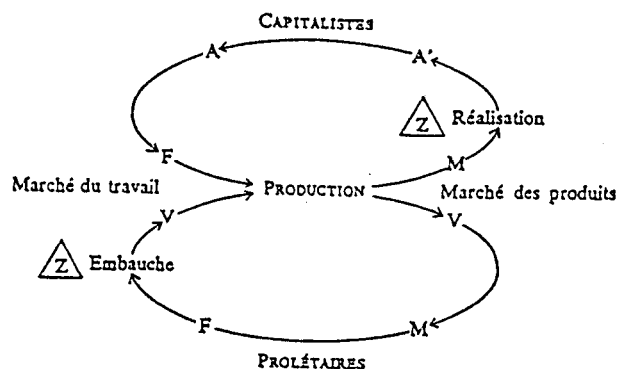 CAPITALISTES
A A'
Z Réalisation
F M
Marché du travail PRODUCTION Marché des produits
V V
Z Embauche
F M
PROLÉTAIRES